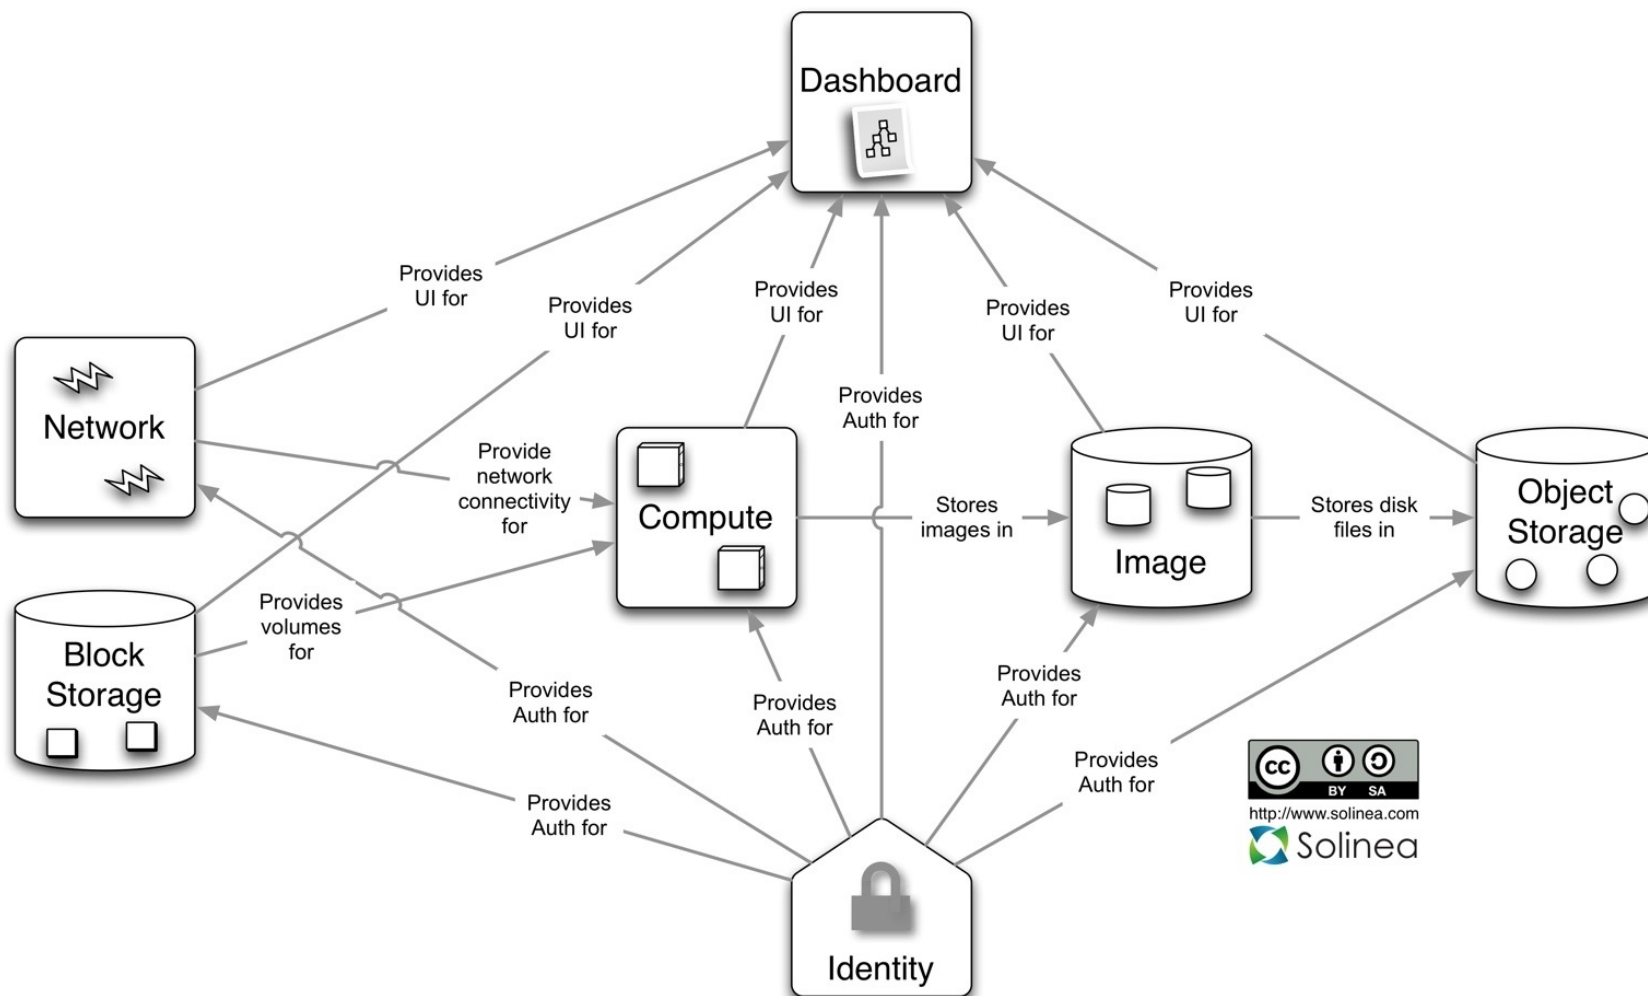 Dashboard
Provides
UI for
Provides
UI for
Provides
UI for
Provides
UI for
Provides
UI for
Network
Provides
Auth for
Provide
network
connectivity
for
Compute
Stores
images in
Image
Stores disk
files in
Object
Storage
Provides
volumes
for
Block
Storage
Provides
Auth for
Provides
Auth for
Provides
Auth for
Provides
Auth for
Provides
Auth for
cc
BY SA
http://www.solinea.com
Solinea
Identity